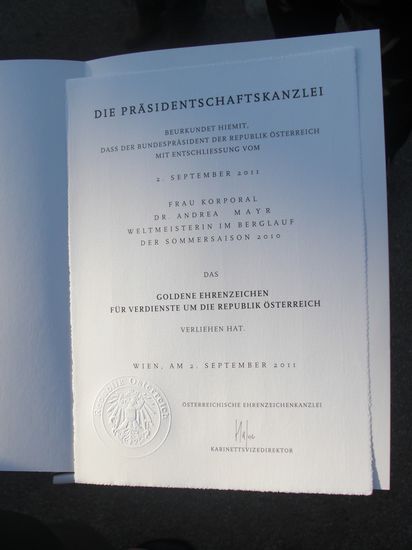 DIE PRÄSIDENTSCHAFTSKANZLEI
BEURKUNDET HIEMIT,
DASS DER BUNDESPRÄSIDENT DER REPUBLIK ÖSTERREICH
MIT ENTSCHLIESSUNG VOM
2. SEPTEMBER 2011
FRAU KORPORAL
DR. ANDREA MAYR
WELTMEISTERIN IM BERGLAUF
DER SOMMERSAISON 2010
DAS
GOLDENE EHRENZEICHEN
FÜR VERDIENSTE UM DIE REPUBLIK ÖSTERREICH
VERLIEHEN HAT.
WIEN, AM 2. SEPTEMBER 2011
Republik Österreich
ÖSTERREICHISCHE EHRENZEICHENKANZLEI
KABINETTSVIZEDIREKTOR